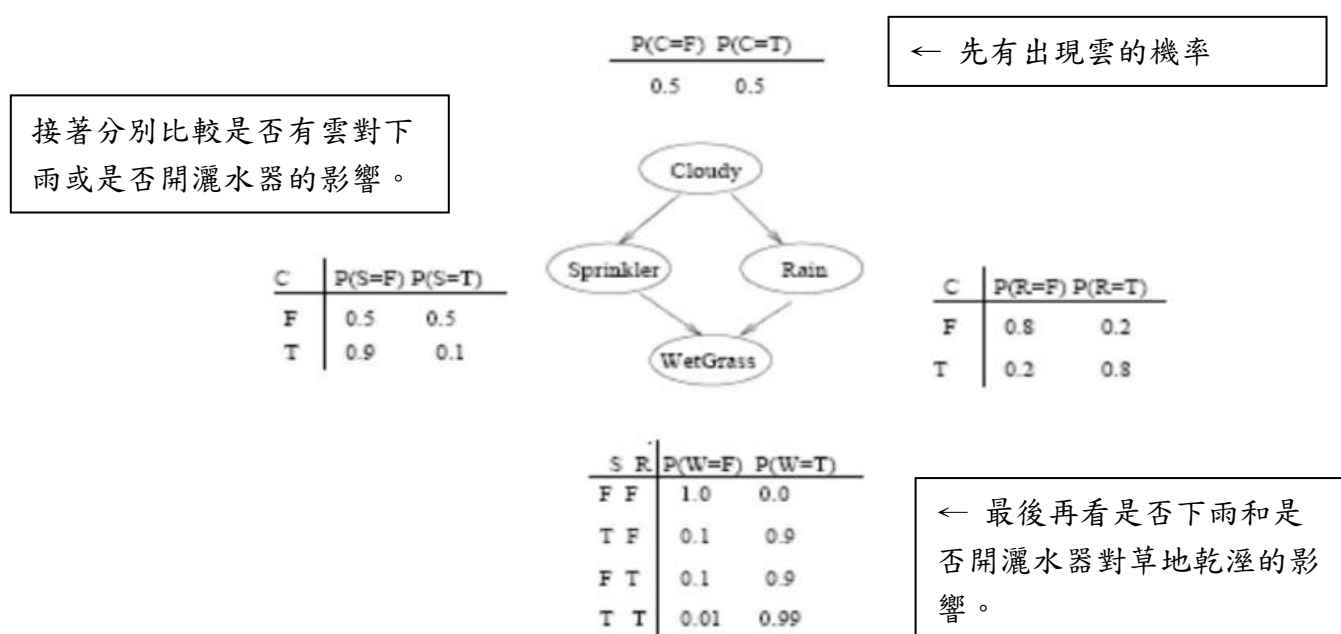 P(C=F) P(C=T)
0.5 0.5
← 先有出現雲的機率
接著分別比較是否有雲對下
雨或是否開灑水器的影響。
Cloudy
Sprinkler
Rain
WetGrass
C P(S=F) P(S=T)
F 0.5 0.5
T 0.9 0.1
C P(R=F) P(R=T)
F 0.8 0.2
T 0.2 0.8
S R P(W=F) P(W=T)
F F 1.0 0.0
T F 0.1 0.9
F T 0.1 0.9
T T 0.01 0.99
← 最後再看是否下雨和是
否開灑水器對草地乾溼的影
響。